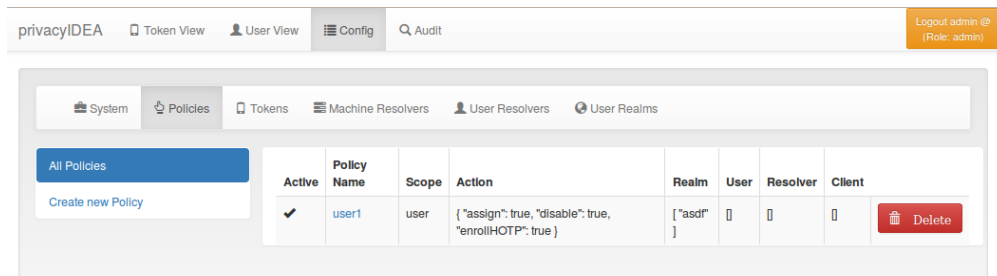 privacyIDEA Token View User View Config Audit Logout admin @
(Role: admin)
System Policies Tokens Machine Resolvers User Resolvers User Realms
All Policies
Create new Policy
Active Policy Name Scope Action Realm User Resolver Client
user1 user { "assign": true, "disable": true, "enrollHOTP": true } [ "asdf" ] [] [] [] Delete